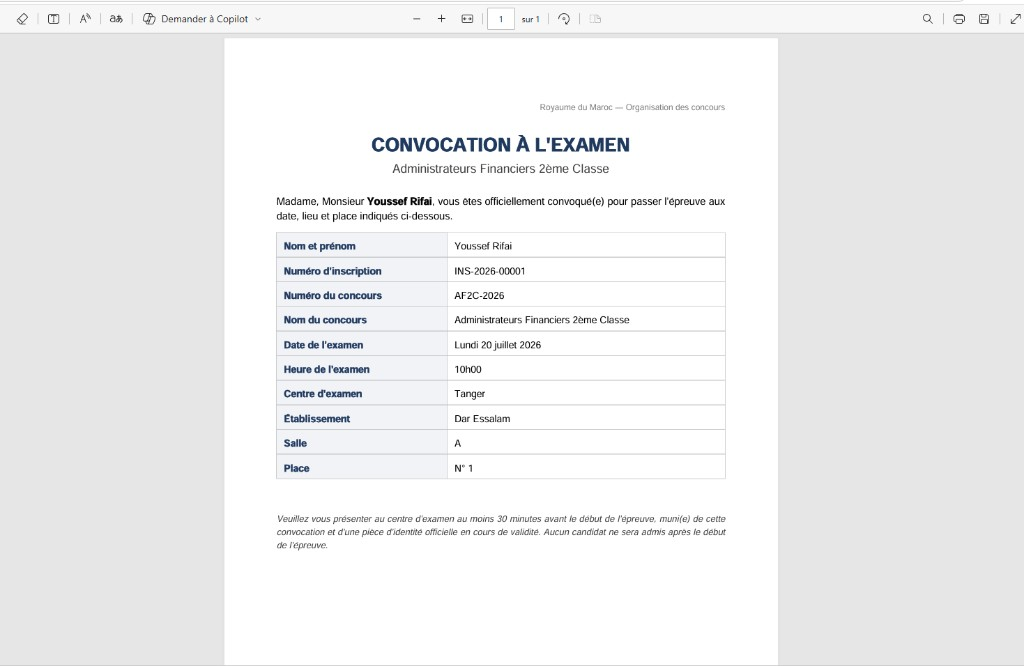 Demander à Copilot
1 sur 1
Royaume du Maroc — Organisation des concours
CONVOCATION À L'EXAMEN
Administrateurs Financiers 2ème Classe
Madame, Monsieur Youssef Rifai, vous êtes officiellement convoqué(e) pour passer l'épreuve aux
date, lieu et place indiqués ci-dessous.
Nom et prénom Youssef Rifai
Numéro d'inscription INS-2026-00001
Numéro du concours AF2C-2026
Nom du concours Administrateurs Financiers 2ème Classe
Date de l'examen Lundi 20 juillet 2026
Heure de l'examen 10h00
Centre d'examen Tanger
Établissement Dar Essalam
Salle A
Place N° 1
Veuillez vous présenter au centre d'examen au moins 30 minutes avant le début de l'épreuve, muni(e) de cette
convocation et d'une pièce d'identité officielle en cours de validité. Aucun candidat ne sera admis après le début
de l'épreuve.